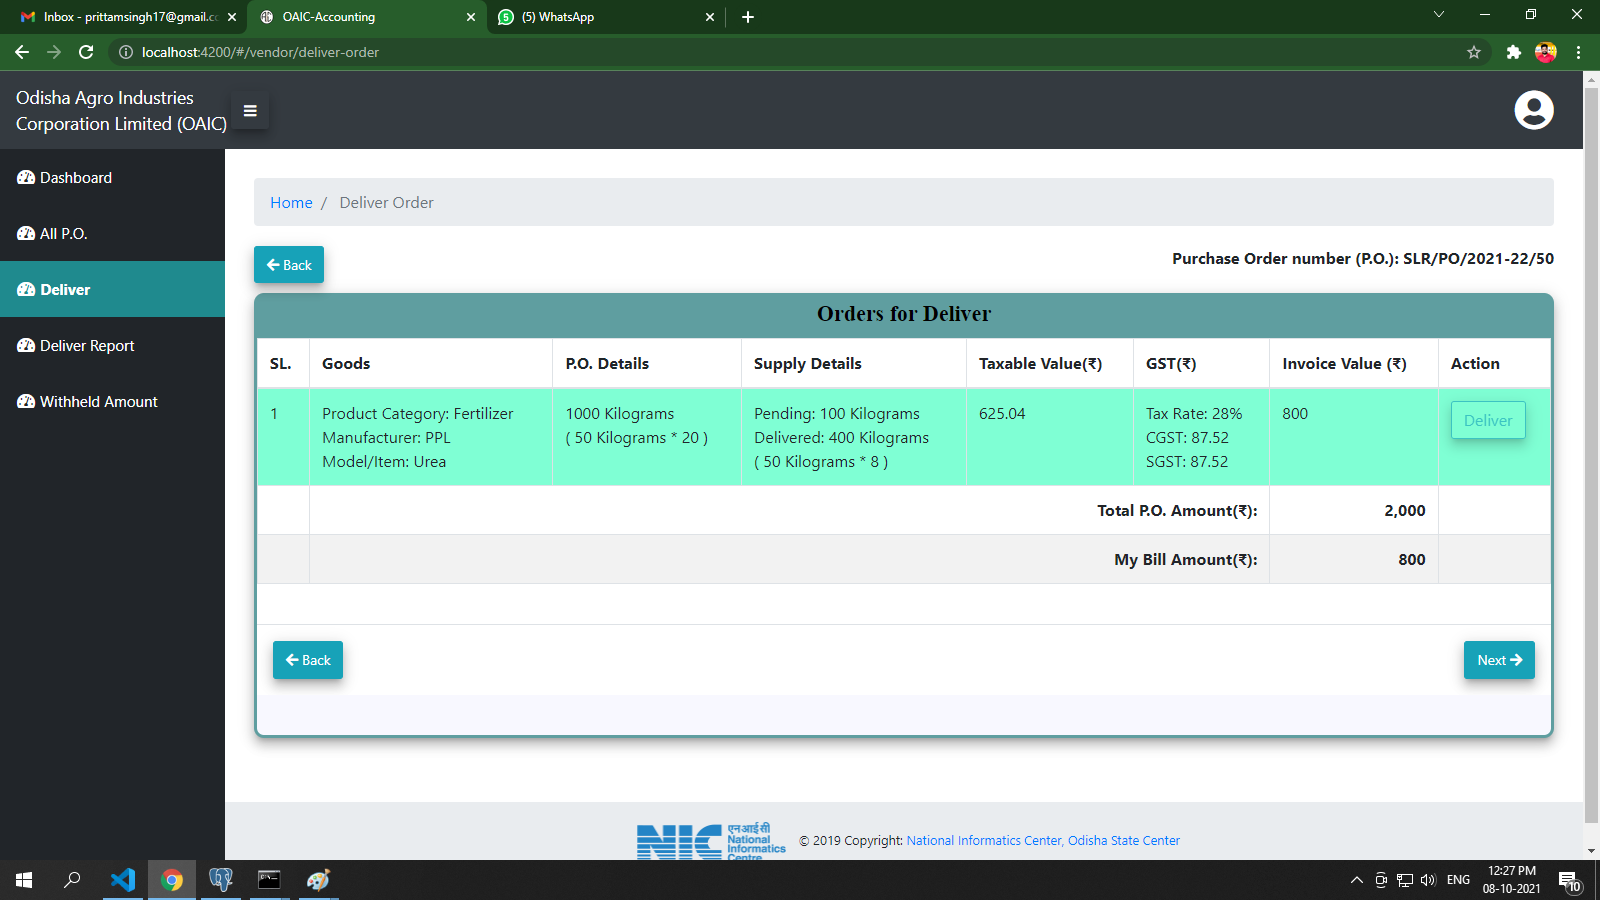 Inbox - prittamsingh17@gmail.cc
OAIC-Accounting
(5) WhatsApp
localhost:4200/#/vendor/deliver-order
Odisha Agro Industries
Corporation Limited (OAIC)
Dashboard
All P.O.
Deliver
Deliver Report
Withheld Amount
Home / Deliver Order
Back
Purchase Order number (P.O.): SLR/PO/2021-22/50
Orders for Deliver
SL. Goods P.O. Details Supply Details Taxable Value(₹) GST(₹) Invoice Value (₹) Action
1 Product Category: Fertilizer 1000 Kilograms Pending: 100 Kilograms 625.04 Tax Rate: 28% 800 Deliver
Manufacturer: PPL ( 50 Kilograms * 20 ) Delivered: 400 Kilograms CGST: 87.52
Model/Item: Urea ( 50 Kilograms * 8 ) SGST: 87.52
Total P.O. Amount(₹): 2,000
My Bill Amount(₹): 800
Back
Next
NIC एनआईसी
National
Informatics
Centre
© 2019 Copyright: National Informatics Center, Odisha State Center
ENG
12:27 PM
08-10-2021
10